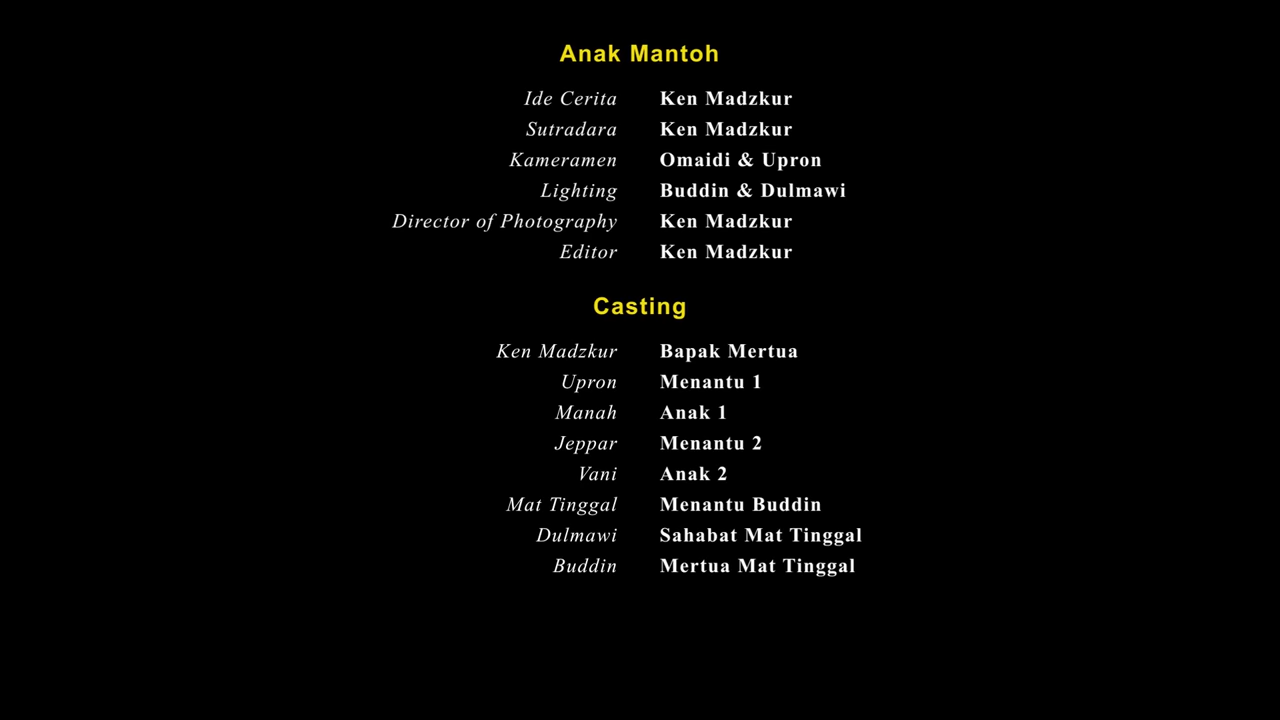 Anak Mantoh
Ide Cerita Ken Madzkur
Sutradara Ken Madzkur
Kameramen Omaidi & Upron
Lighting Buddin & Dulmawi
Director of Photography Ken Madzkur
Editor Ken Madzkur
Casting
Ken Madzkur Bapak Mertua
Upron Menantu 1
Manah Anak 1
Jeppar Menantu 2
Vani Anak 2
Mat Tinggal Menantu Buddin
Dulmawi Sahabat Mat Tinggal
Buddin Mertua Mat Tinggal